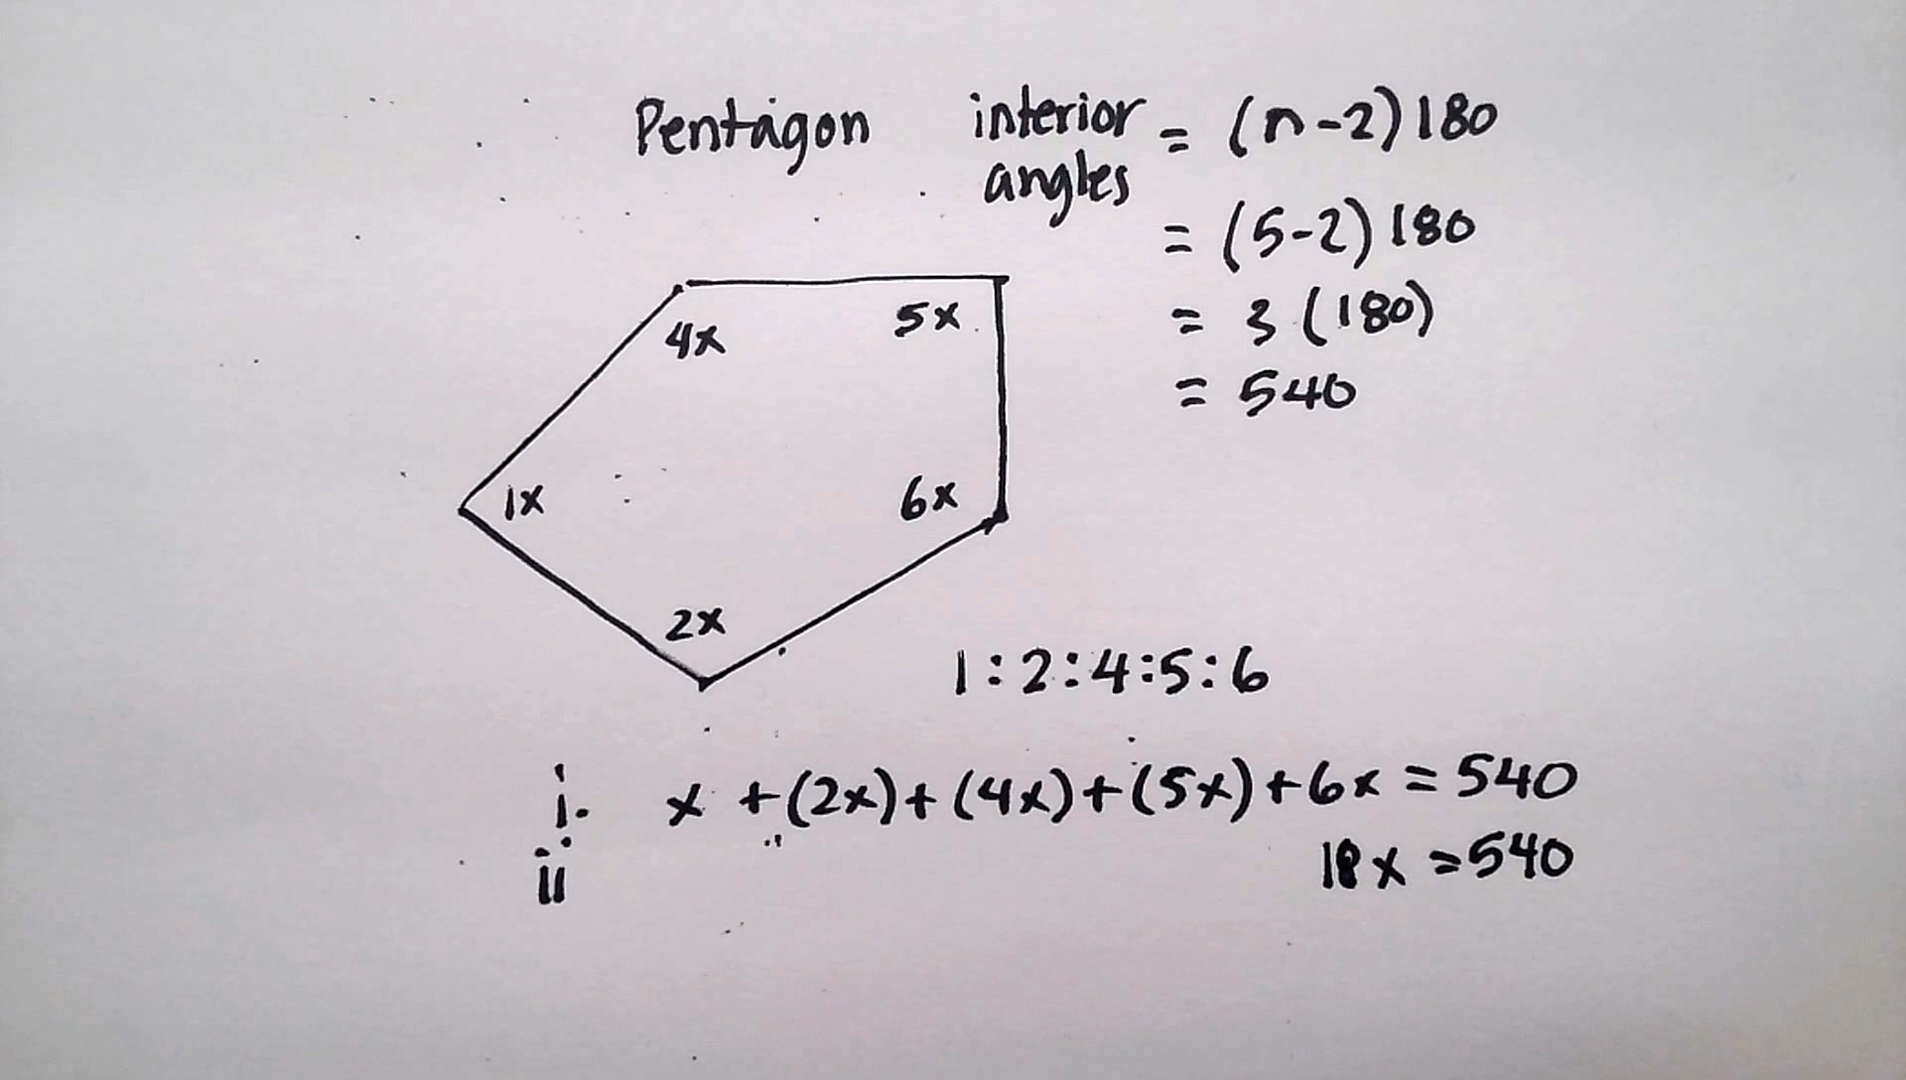 Pentagon interior angles = (n-2)180
= (5-2)180
= 3(180)
= 540
4x 5x
1x 6x
2x
1:2:4:5:6
i. x +(2x)+(4x)+(5x)+6x = 540
ii 18x = 540